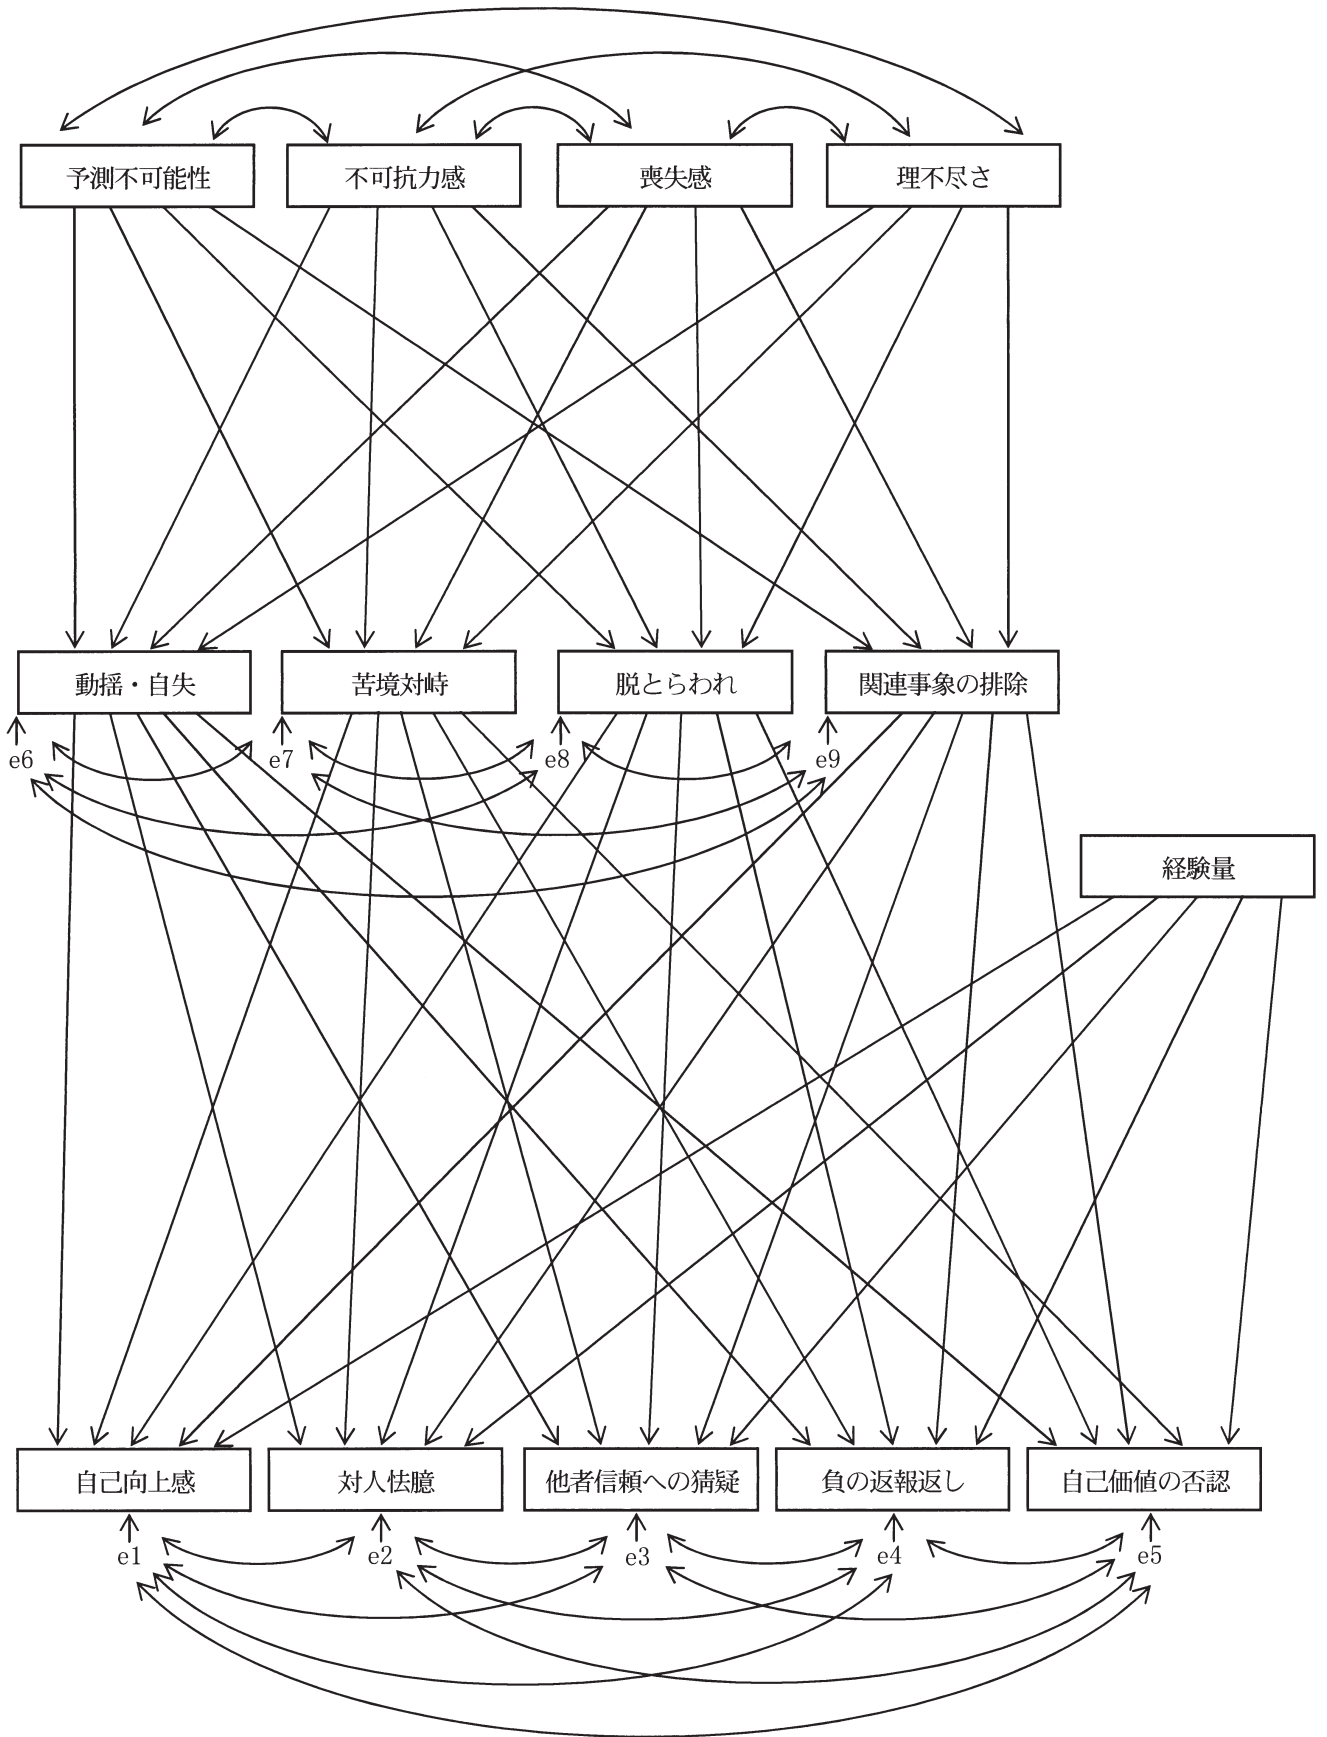 予測不可能性
不可抗力感
喪失感
理不尽さ
動揺・自失
苦境対峙
脱とらわれ
関連事象の排除
e6
e7
e8
e9
経験量
自己向上感
対人怯臆
他者信頼への猜疑
負の返報返し
自己価値の否認
e1
e2
e3
e4
e5